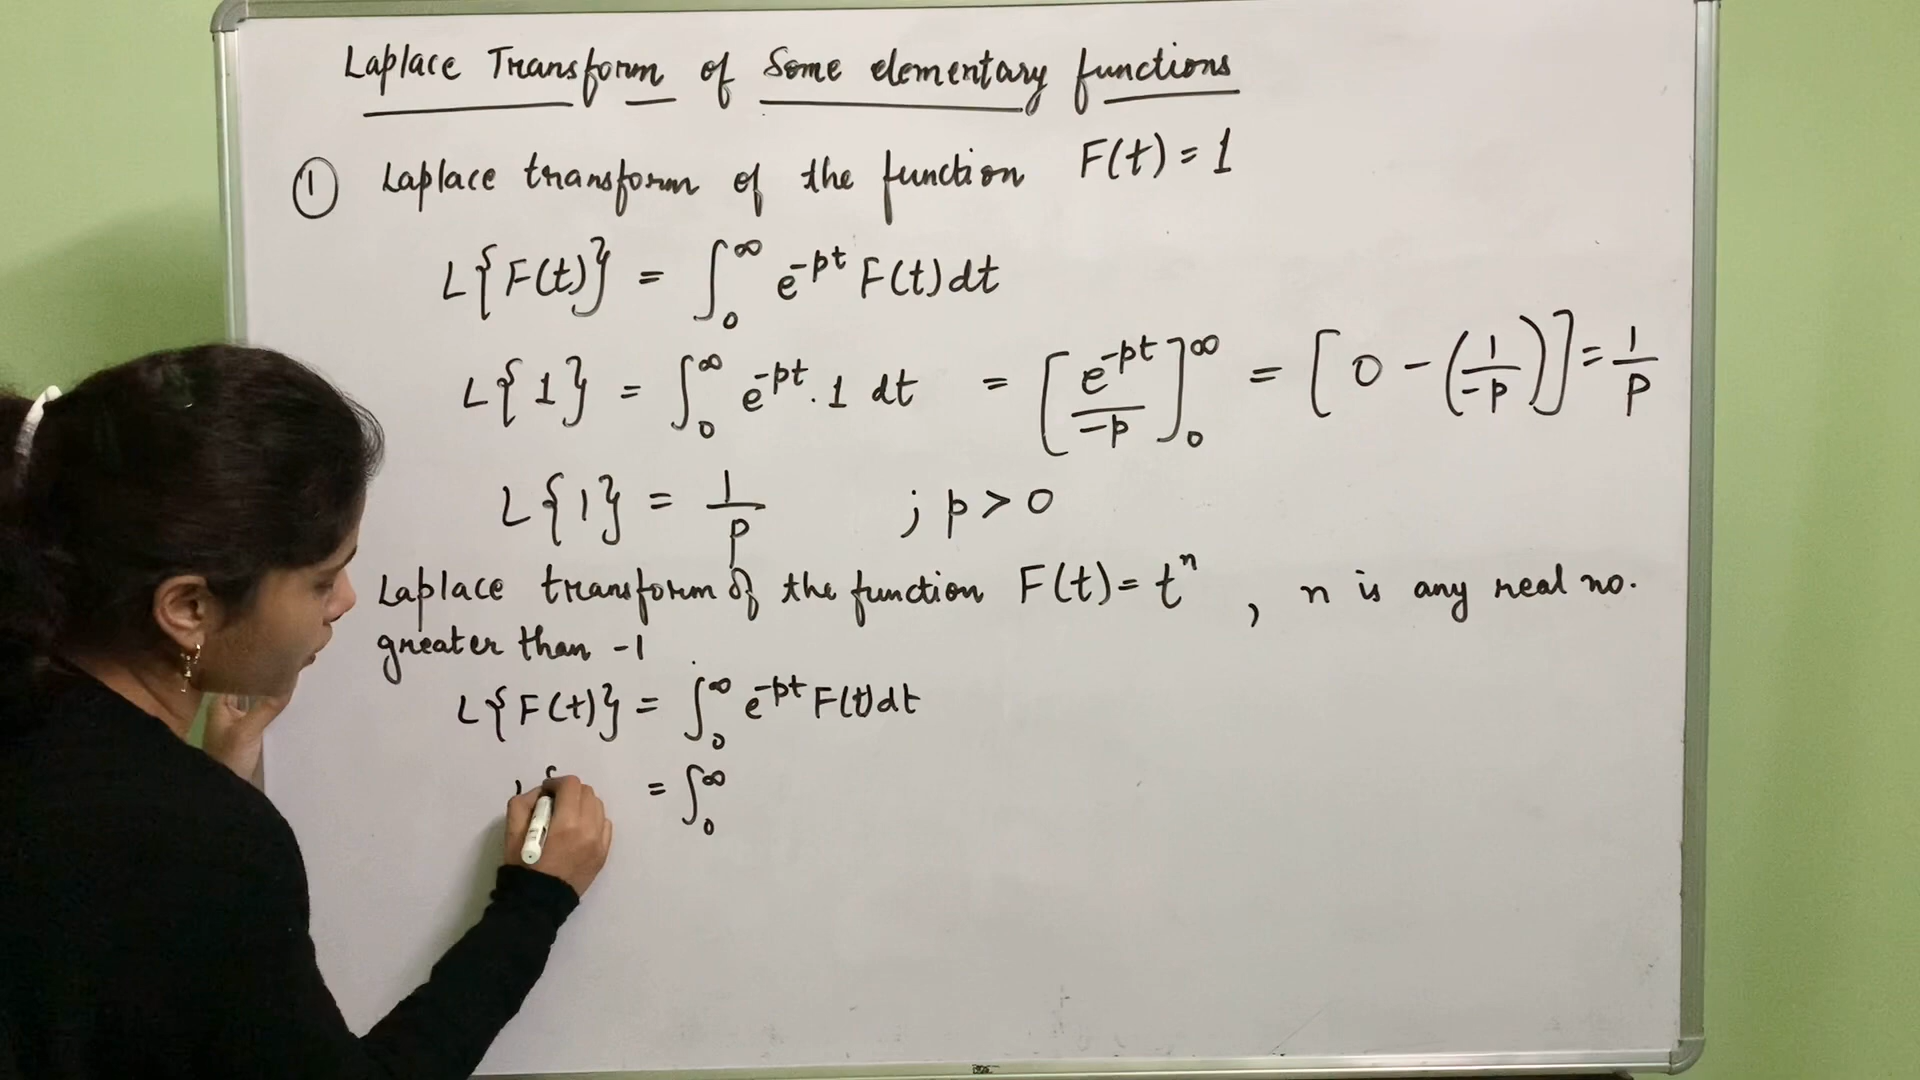 Laplace Transform of Some elementary functions
① Laplace transform of the function F(t) = 1
L{F(t)} = ∫₀^∞ e^-pt F(t) dt
L{1} = ∫₀^∞ e^-pt . 1 dt = [e^-pt / -p]₀^∞ = [0 - (1/-p)] = 1/p
L{1} = 1/p ; p > 0
Laplace transform of the function F(t) = t^n , n is any real no.
greater than -1
L{F(t)} = ∫₀^∞ e^-pt F(t) dt
L{ = ∫₀^∞